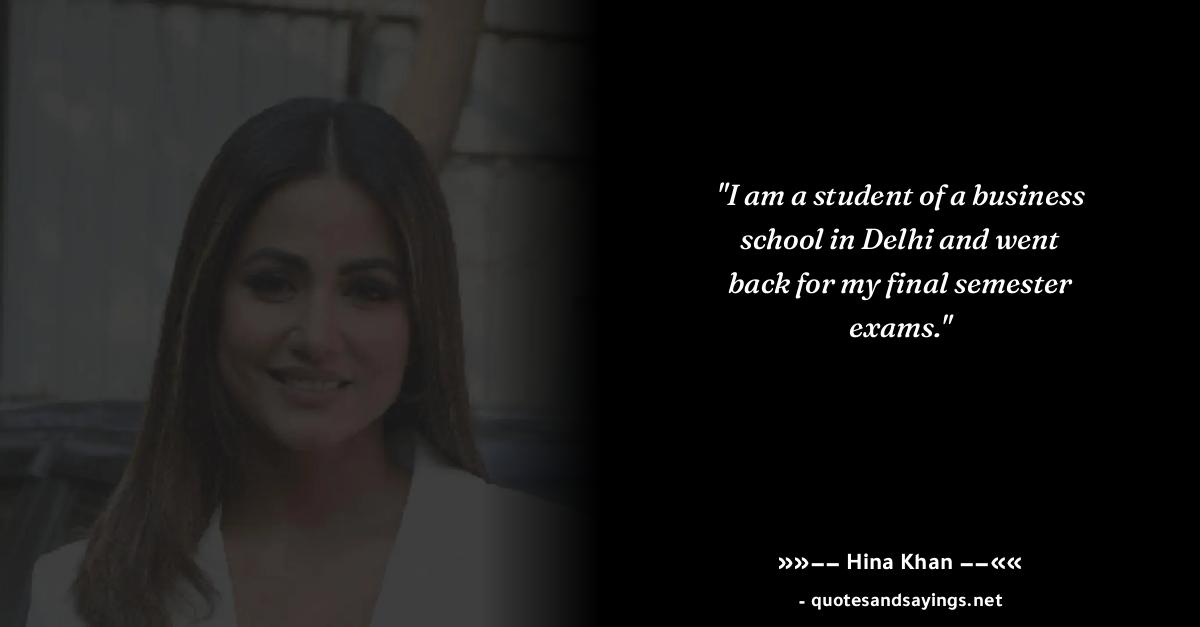 "I am a student of a business
school in Delhi and went
back for my final semester
exams."
»»−− Hina Khan −−««
- quotesandsayings.net